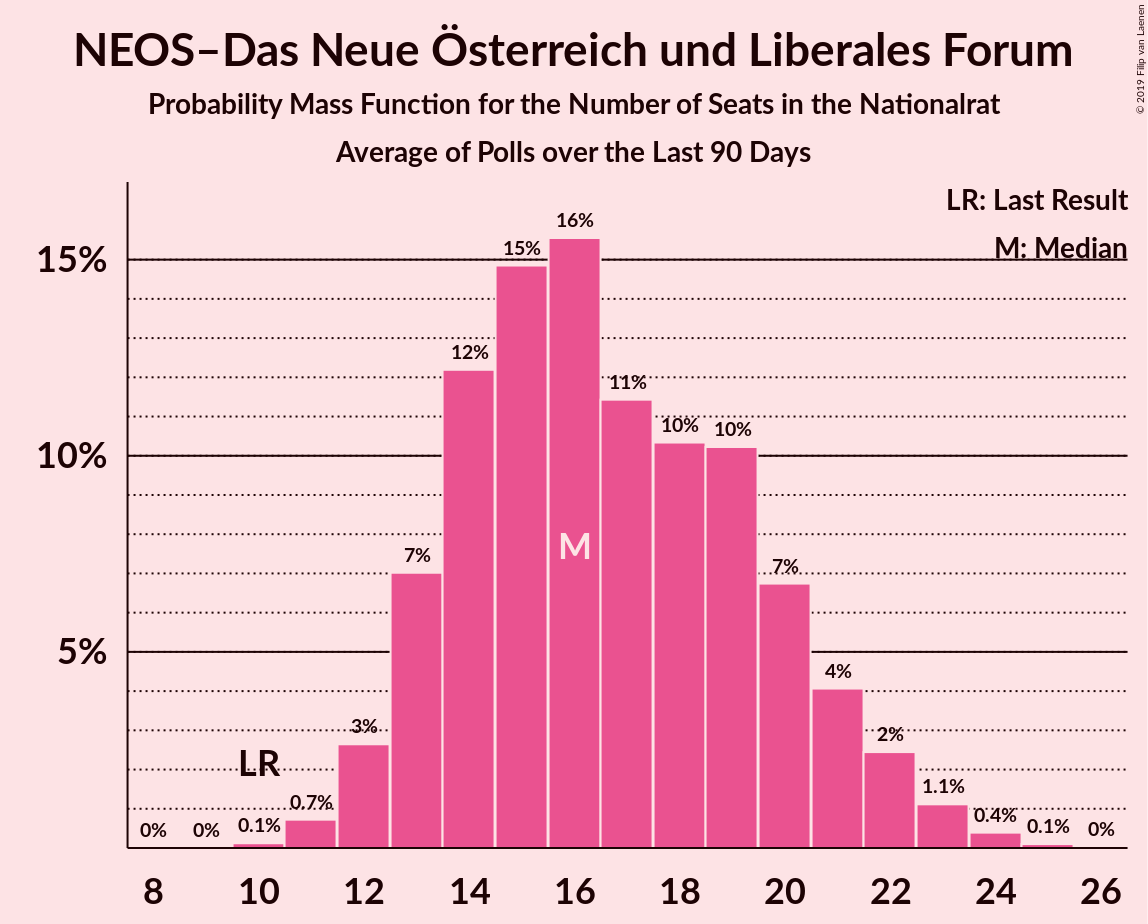 NEOS–Das Neue Österreich und Liberales Forum
Probability Mass Function for the Number of Seats in the Nationalrat
Average of Polls over the Last 90 Days
© 2019 Filip van Laenen
LR: Last Result
M: Median
15%
10%
5%
0%
0%
0.1%
0.7%
3%
7%
12%
15%
16%
11%
10%
10%
7%
4%
2%
1.1%
0.4%
0.1%
0%
LR
M
8 10 12 14 16 18 20 22 24 26